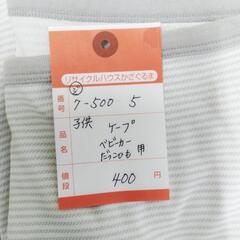 リサイクルハウスかざぐるま
②
番号 7-500 5
品名 子供 ケープ
ベビーカー
だっこひも 用
値段 400 円